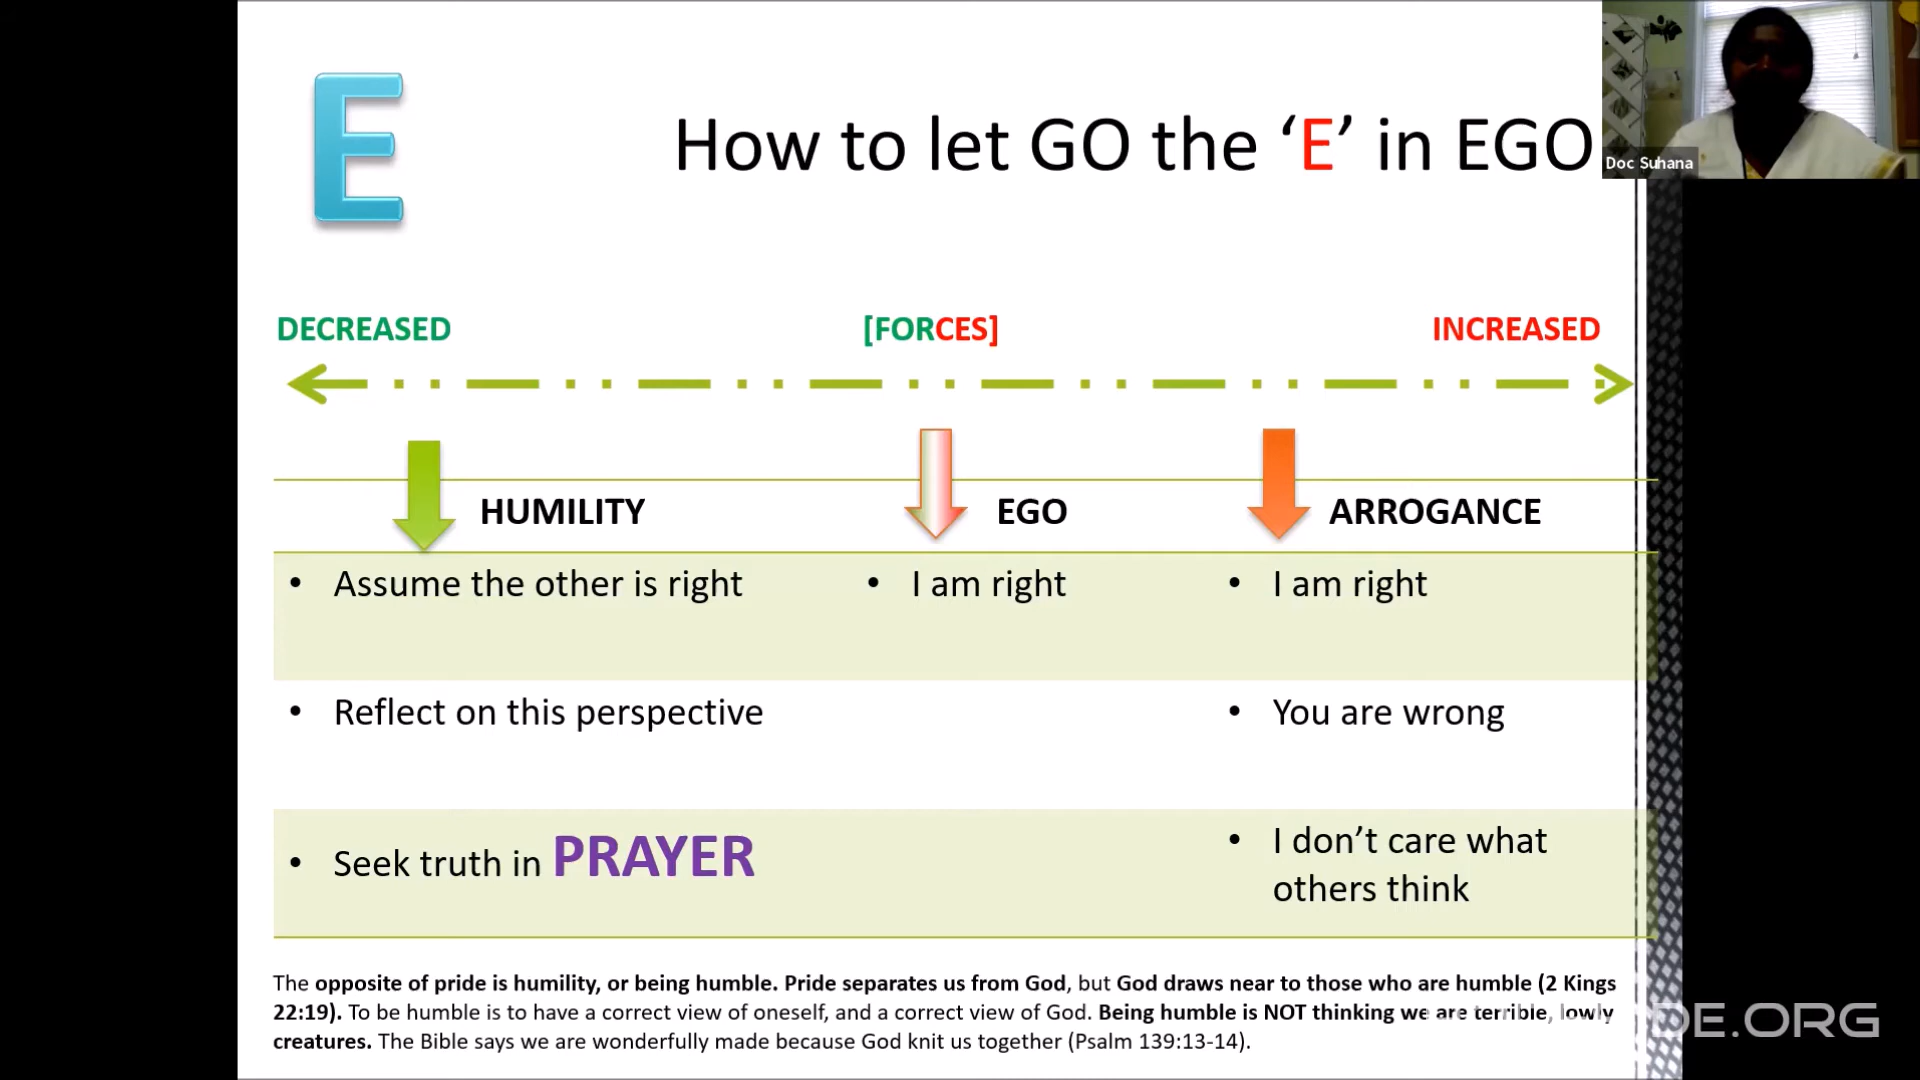 E
How to let GO the ‘E’ in EGO
Doc Suhana
DECREASED [FORCES] INCREASED
HUMILITY EGO ARROGANCE
• Assume the other is right • I am right • I am right
• Reflect on this perspective • You are wrong
• Seek truth in PRAYER • I don’t care what
others think
The opposite of pride is humility, or being humble. Pride separates us from God, but God draws near to those who are humble (2 Kings
22:19). To be humble is to have a correct view of oneself, and a correct view of God. Being humble is NOT thinking we are terrible, lowly
creatures. The Bible says we are wonderfully made because God knit us together (Psalm 139:13-14).
DE.ORG